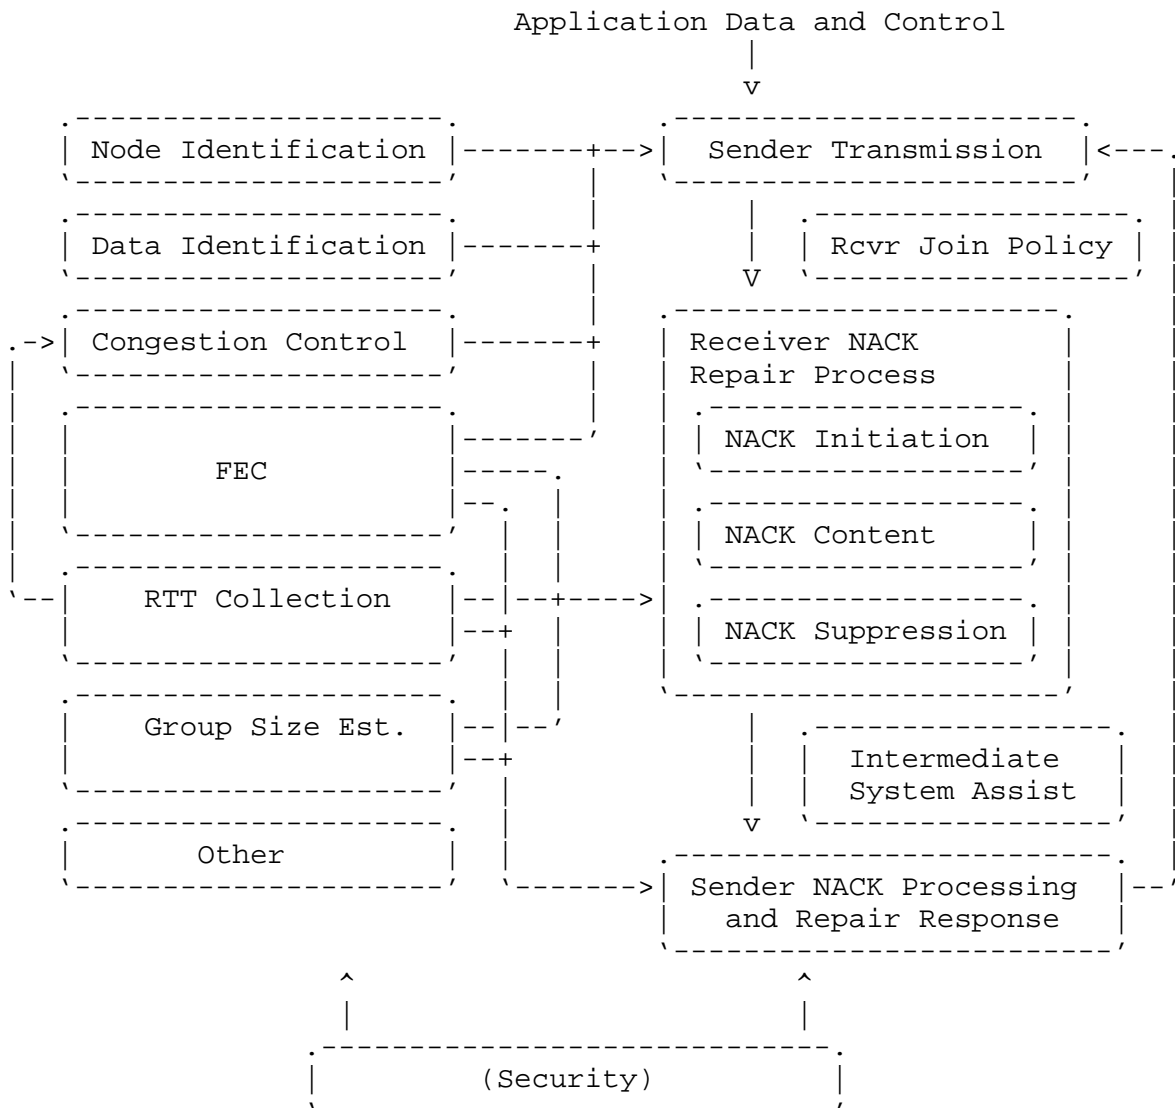 Application Data and Control
Node Identification
Sender Transmission
Data Identification
Rcvr Join Policy
Congestion Control
Receiver NACK
Repair Process
NACK Initiation
FEC
NACK Content
RTT Collection
NACK Suppression
Group Size Est.
Intermediate
System Assist
Other
Sender NACK Processing
and Repair Response
(Security)